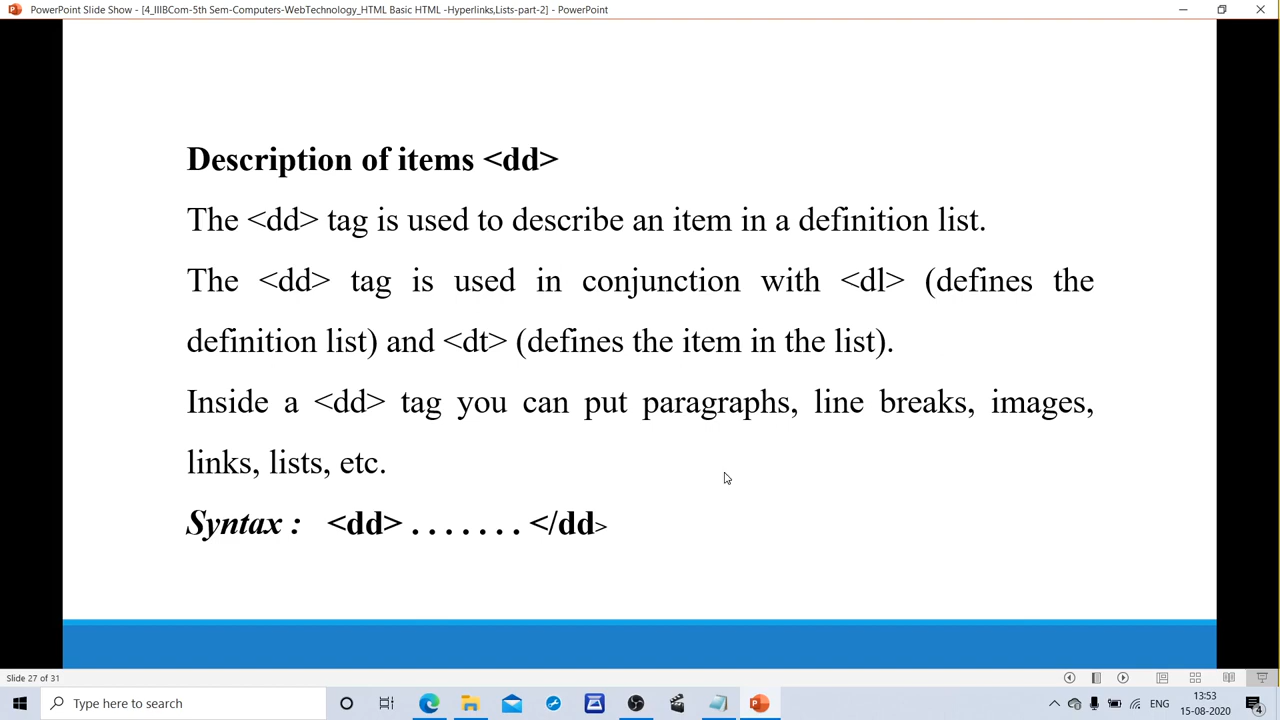 PowerPoint Slide Show - [4_IIIBCom-5th Sem-Computers-WebTechnology_HTML Basic HTML -Hyperlinks,Lists-part-2] - PowerPoint
Description of items <dd>
The <dd> tag is used to describe an item in a definition list.
The <dd> tag is used in conjunction with <dl> (defines the
definition list) and <dt> (defines the item in the list).
Inside a <dd> tag you can put paragraphs, line breaks, images,
links, lists, etc.
Syntax : <dd> . . . . . . . </dd>
Slide 27 of 31
Type here to search
ENG
13:53
15-08-2020
4